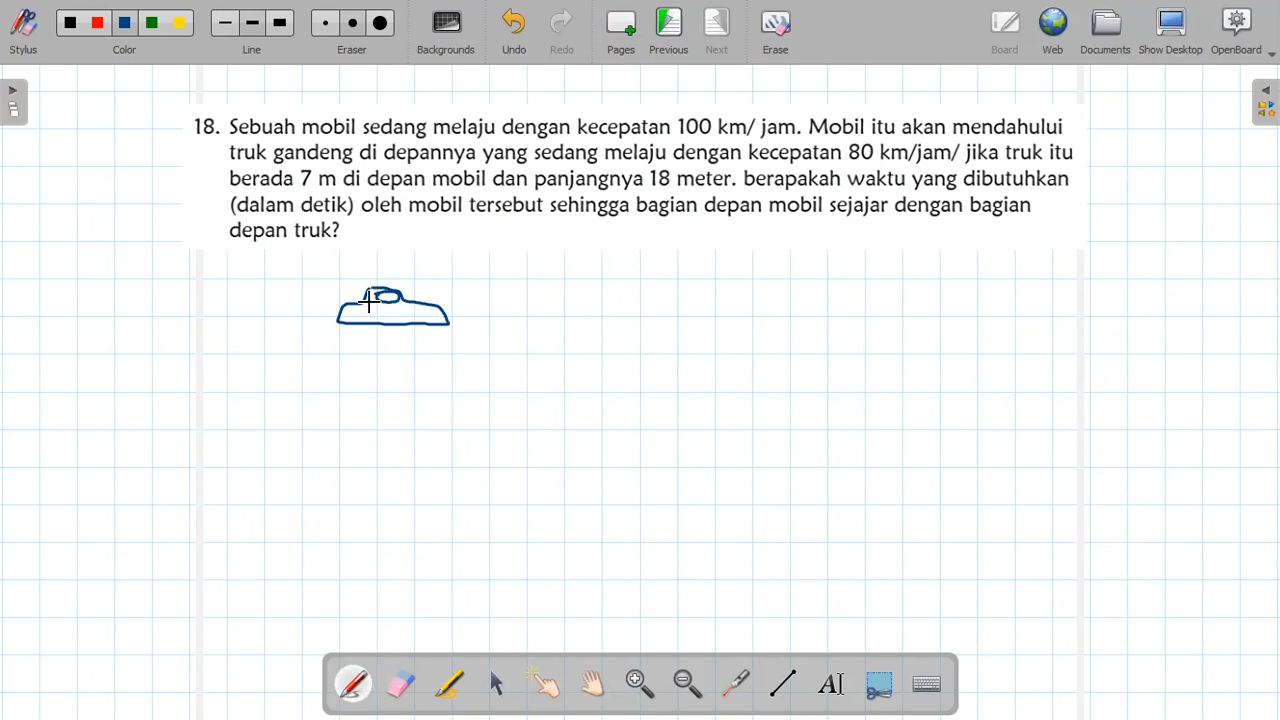 Stylus
Color
Line
Eraser
Backgrounds
Undo
Redo
Pages
Previous
Next
Erase
Board
Web
Documents
Show Desktop
OpenBoard
18. Sebuah mobil sedang melaju dengan kecepatan 100 km/ jam. Mobil itu akan mendahului
truk gandeng di depannya yang sedang melaju dengan kecepatan 80 km/jam/ jika truk itu
berada 7 m di depan mobil dan panjangnya 18 meter. berapakah waktu yang dibutuhkan
(dalam detik) oleh mobil tersebut sehingga bagian depan mobil sejajar dengan bagian
depan truk?
AI